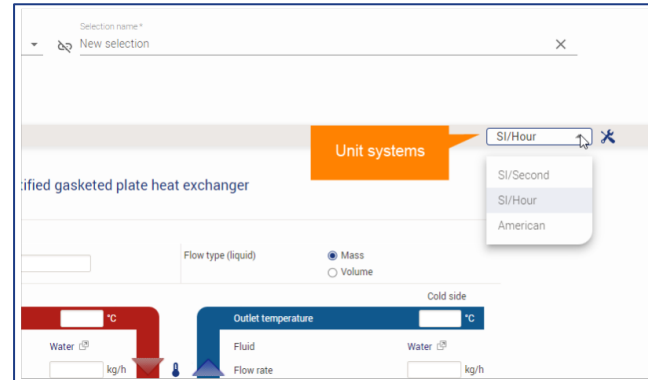 Selection name*
New selection
Unit systems
SI/Hour
SI/Second
SI/Hour
American
tified gasketed plate heat exchanger
Flow type (liquid)
Mass
Volume
Cold side
°C
Outlet temperature
°C
Water
Fluid
Water
kg/h
Flow rate
kg/h